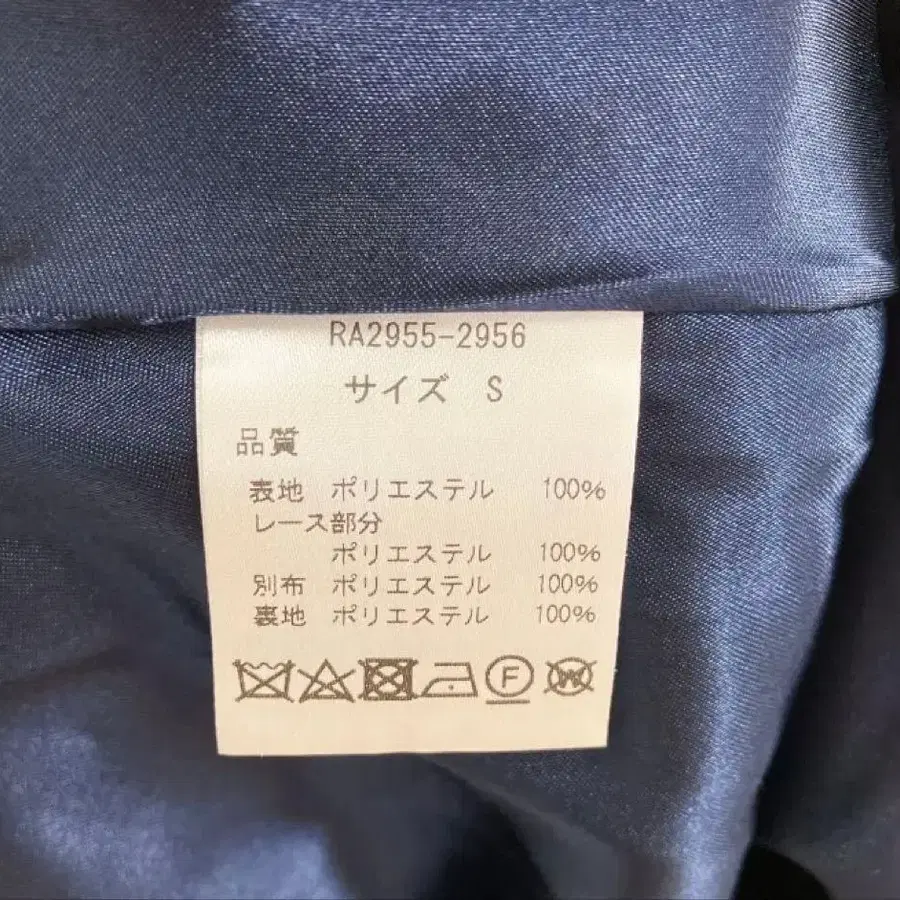 RA2955-2956
サイズ S
品質
表地 ポリエステル 100%
レース部分
ポリエステル 100%
別布 ポリエステル 100%
裏地 ポリエステル 100%
F W